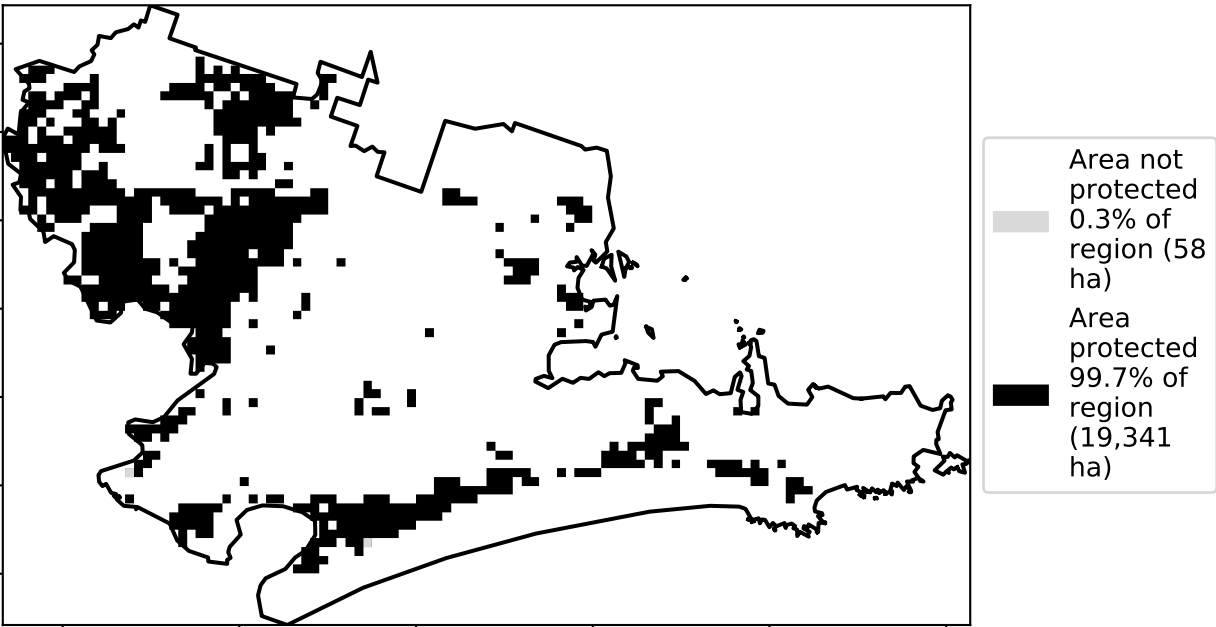 Area not
protected
0.3% of
region (58
ha)
Area
protected
99.7% of
region
(19,341
ha)